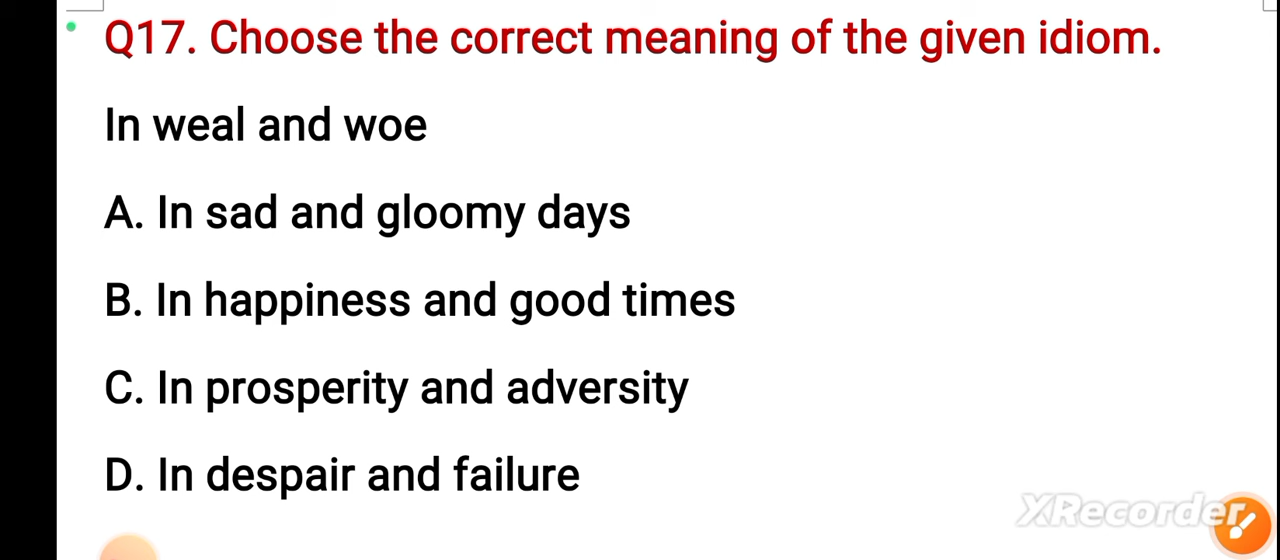 Q17. Choose the correct meaning of the given idiom.
In weal and woe
A. In sad and gloomy days
B. In happiness and good times
C. In prosperity and adversity
D. In despair and failure
XRecorder